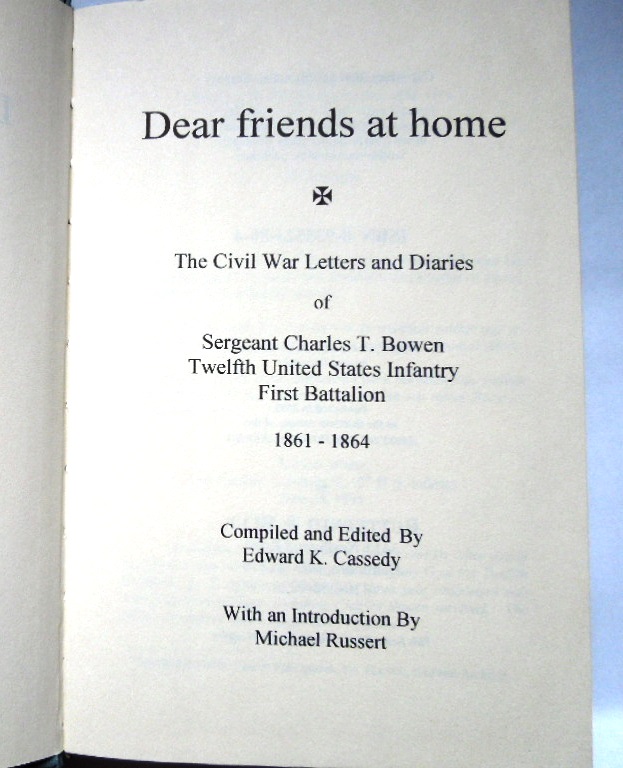 Dear friends at home
✠
The Civil War Letters and Diaries
of
Sergeant Charles T. Bowen
Twelfth United States Infantry
First Battalion
1861 - 1864
Compiled and Edited By
Edward K. Cassedy
With an Introduction By
Michael Russert